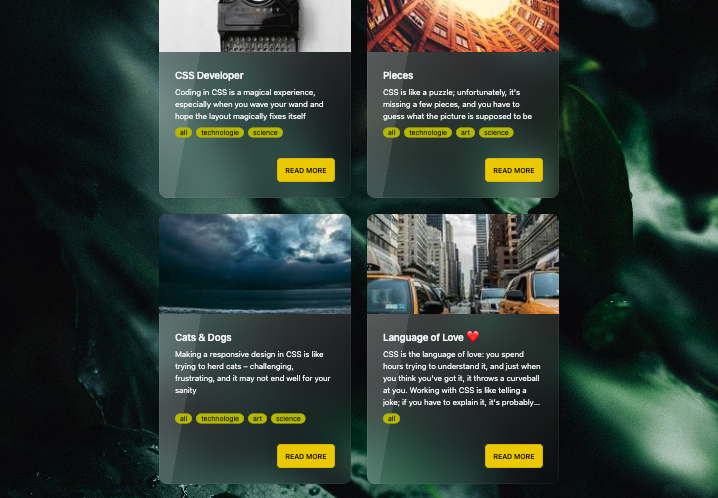 CSS Developer
Coding in CSS is a magical experience,
especially when you wave your wand and
hope the layout magically fixes itself
all technologie science
READ MORE
Pieces
CSS is like a puzzle; unfortunately, it's
missing a few pieces, and you have to
guess what the picture is supposed to be
all technologie art science
READ MORE
Cats & Dogs
Making a responsive design in CSS is like
trying to herd cats – challenging,
frustrating, and it may not end well for your
sanity
all technologie art science
READ MORE
Language of Love ❤️
CSS is the language of love: you spend
hours trying to understand it, and just when
you think you've got it, it throws a curveball
at you. Working with CSS is like telling a
joke; if you have to explain it, it's probably...
all
READ MORE